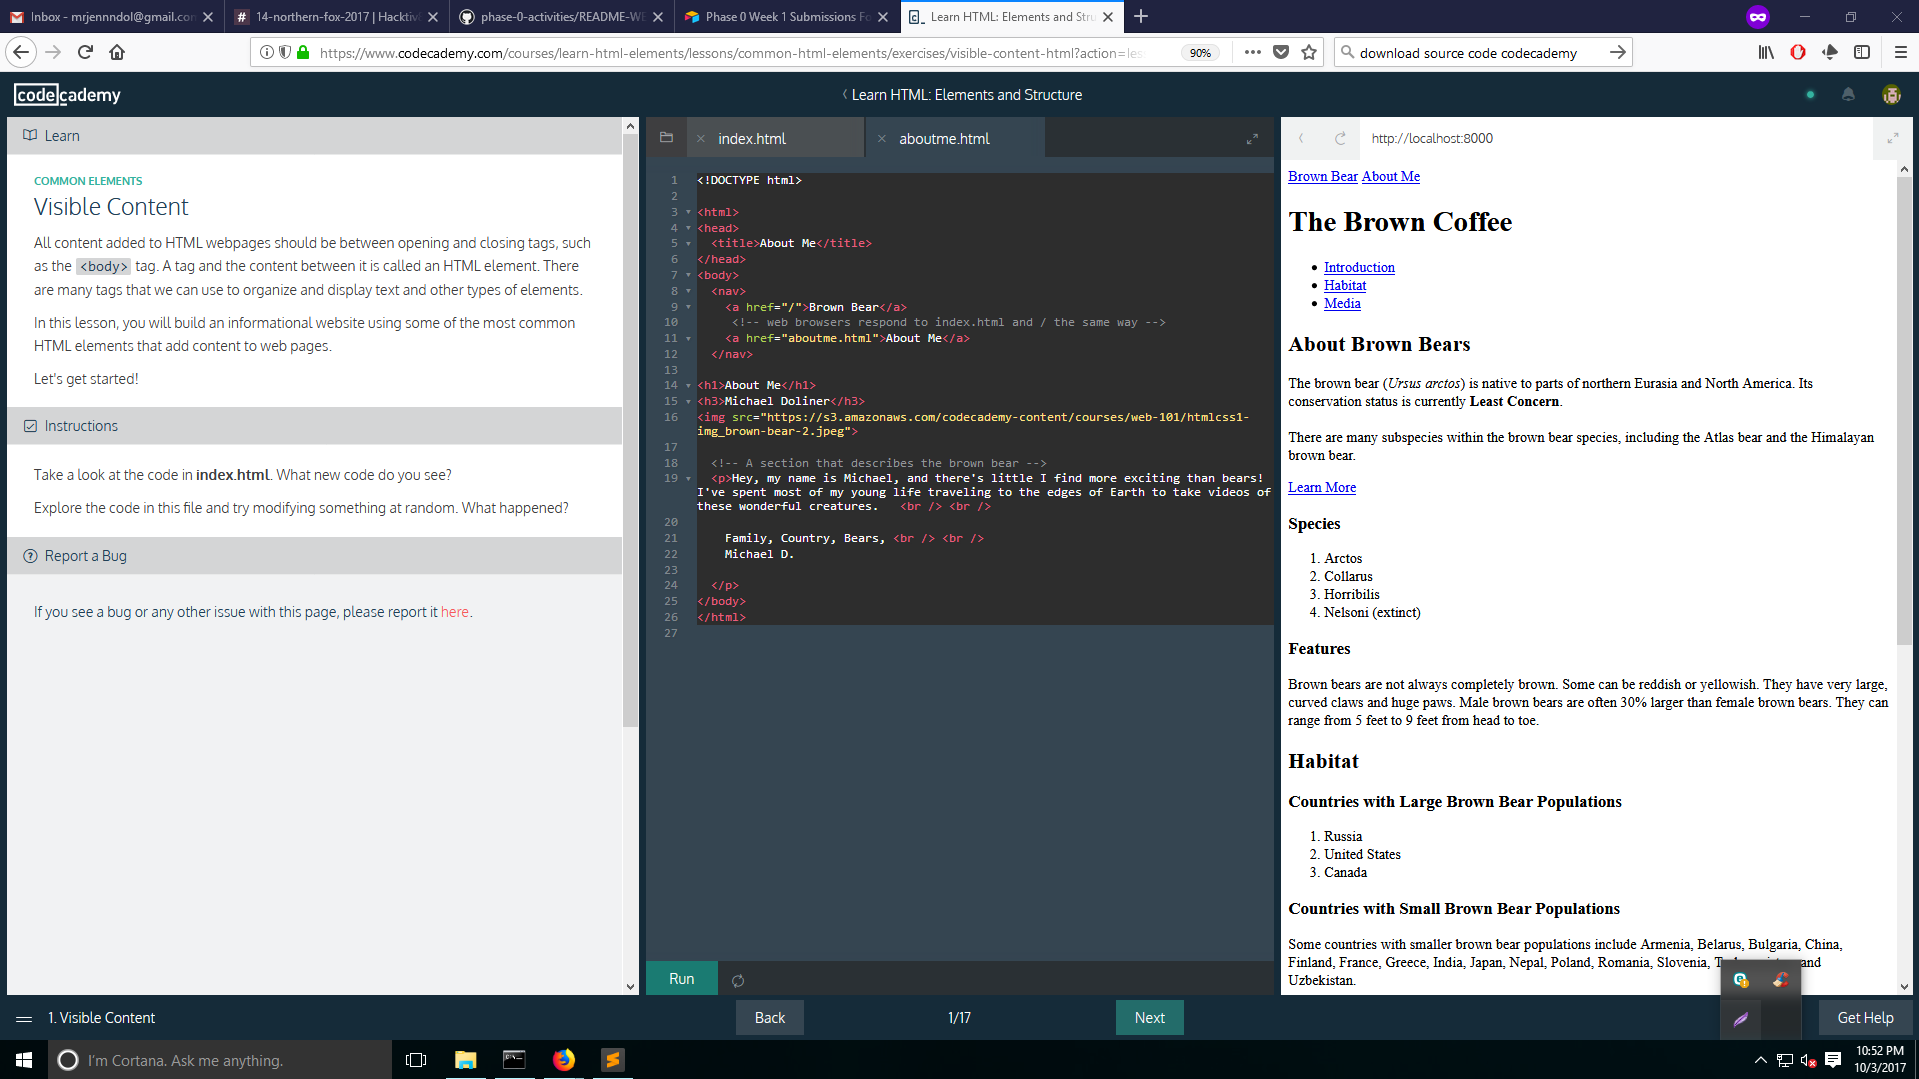 Inbox - mrjennndol@gmail.con
14-northern-fox-2017 | Hacktiv
phase-0-activities/README-WE
Phase 0 Week 1 Submissions Fo
Learn HTML: Elements and Stru
https://www.codecademy.com/courses/learn-html-elements/lessons/common-html-elements/exercises/visible-content-html?action=les
90%
download source code codecademy
codecademy
Learn HTML: Elements and Structure
Learn
COMMON ELEMENTS
Visible Content
All content added to HTML webpages should be between opening and closing tags, such
as the <body> tag. A tag and the content between it is called an HTML element. There
are many tags that we can use to organize and display text and other types of elements.
In this lesson, you will build an informational website using some of the most common
HTML elements that add content to web pages.
Let's get started!
Instructions
Take a look at the code in index.html. What new code do you see?
Explore the code in this file and try modifying something at random. What happened?
Report a Bug
If you see a bug or any other issue with this page, please report it here.
index.html
aboutme.html
1 <!DOCTYPE html>
2
3 <html>
4 <head>
5 <title>About Me</title>
6 </head>
7 <body>
8 <nav>
9 <a href="/">Brown Bear</a>
10 <!-- web browsers respond to index.html and / the same way -->
11 <a href="aboutme.html">About Me</a>
12 </nav>
13
14 <h1>About Me</h1>
15 <h3>Michael Doliner</h3>
16 <img src="https://s3.amazonaws.com/codecademy-content/courses/web-101/htmlcss1-
img_brown-bear-2.jpeg">
17
18 <!-- A section that describes the brown bear -->
19 <p>Hey, my name is Michael, and there's little I find more exciting than bears!
I've spent most of my young life traveling to the edges of Earth to take videos of
these wonderful creatures. <br /> <br />
20
21 Family, Country, Bears, <br /> <br />
22 Michael D.
23
24 </p>
25 </body>
26 </html>
27
Run
http://localhost:8000
Brown Bear About Me
The Brown Coffee
Introduction
Habitat
Media
About Brown Bears
The brown bear (Ursus arctos) is native to parts of northern Eurasia and North America. Its
conservation status is currently Least Concern.
There are many subspecies within the brown bear species, including the Atlas bear and the Himalayan
brown bear.
Learn More
Species
1. Arctos
2. Collarus
3. Horribilis
4. Nelsoni (extinct)
Features
Brown bears are not always completely brown. Some can be reddish or yellowish. They have very large,
curved claws and huge paws. Male brown bears are often 30% larger than female brown bears. They can
range from 5 feet to 9 feet from head to toe.
Habitat
Countries with Large Brown Bear Populations
1. Russia
2. United States
3. Canada
Countries with Small Brown Bear Populations
Some countries with smaller brown bear populations include Armenia, Belarus, Bulgaria, China,
Finland, France, Greece, India, Japan, Nepal, Poland, Romania, Slovenia, and
Uzbekistan.
1. Visible Content
Back
1/17
Next
Get Help
I'm Cortana. Ask me anything.
10:52 PM
10/3/2017